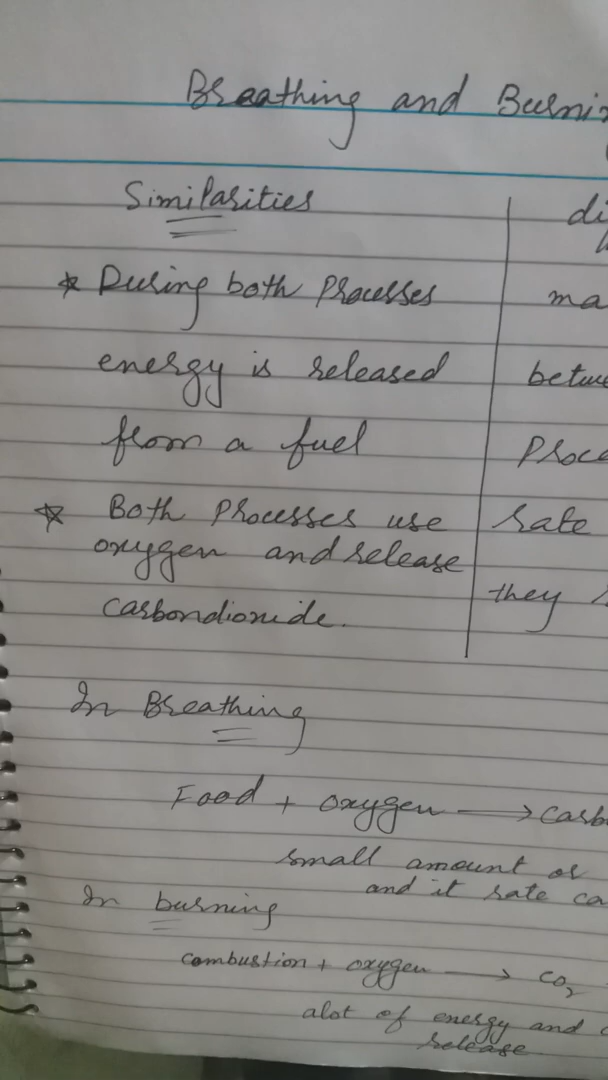 Breathing and Burni
Similarities
* During both Processes
energy is released
from a fuel
* Both Processes use
oxygen and release
carbondioxide.
di
ma
betwe
Proce
rate
they
In Breathing
Food + oxygen → carb
small amount of
and it rate ca
In burning
combustion + oxygen → CO2
alot of energy and
release